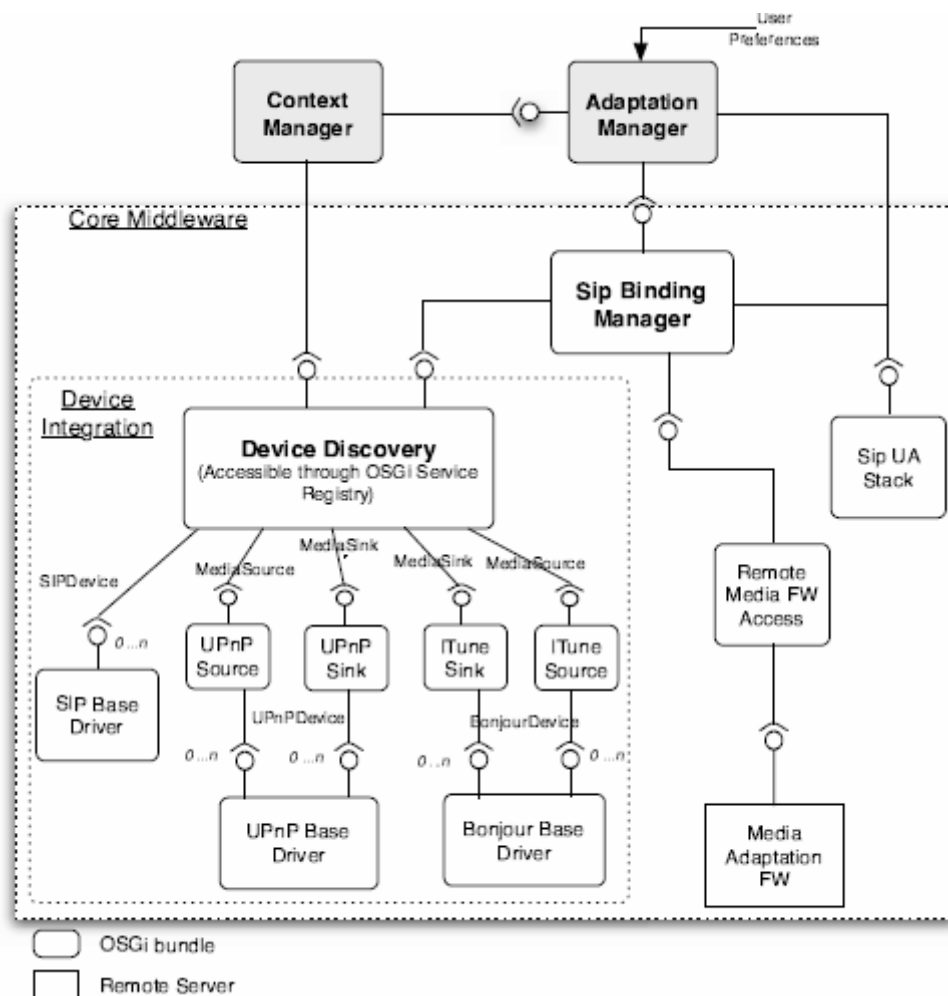 User
Preferences
Context
Manager
Adaptation
Manager
Core Middleware
Sip Binding
Manager
Device
Integration
Device Discovery
(Accessible through OSGi Service
Registry)
Sip UA
Stack
SIPDevice
MediaSource
MediaSink
MediaSink
MediaSource
Remote
Media FW
Access
0...n
UPnP
Source
UPnP
Sink
ITune
Sink
ITune
Source
SIP Base
Driver
UPnPDevice
BonjourDevice
0...n
0...n
0...n
0...n
UPnP Base
Driver
Bonjour Base
Driver
Media
Adaptation
FW
OSGi bundle
Remote Server